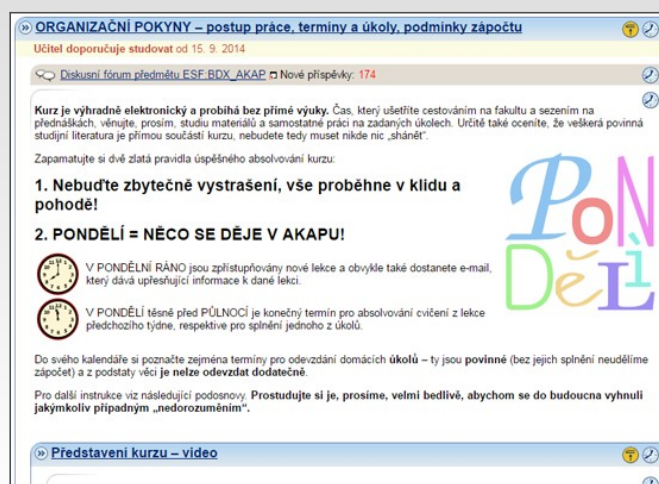 ORGANIZAČNÍ POKYNY – postup práce, termíny a úkoly, podmínky zápočtu
Učitel doporučuje studovat od 15. 9. 2014
Diskusní fórum předmětu ESF:BDX_AKAP Nové příspěvky: 174
Kurz je výhradně elektronický a probíhá bez přímé výuky. Čas, který ušetříte cestováním na fakultu a sezením na
přednáškách, věnujte, prosím, studiu materiálů a samostatné práci na zadaných úkolech. Určitě také oceníte, že veškerá povinná
studijní literatura je přímou součástí kurzu, nebudete tedy muset nikde nic „shánět“.
Zapamatujte si dvě zlatá pravidla úspěšného absolvování kurzu:
1. Nebuďte zbytečně vystrašení, vše proběhne v klidu a
pohodě!
2. PONDĚLÍ = NĚCO SE DĚJE V AKAPU!
PoN
DěLì
V PONDĚLNÍ RÁNO jsou zpřístupňovány nové lekce a obvykle také dostanete e-mail,
který dává upřesňující informace k dané lekci.
V PONDĚLÍ těsně před PŮLNOCÍ je konečný termín pro absolvování cvičení z lekce
předchozího týdne, respektive pro splnění jednoho z úkolů.
Do svého kalendáře si poznačte zejména termíny pro odevzdání domácích úkolů – ty jsou povinné (bez jejich splnění neudělíme
zápočet) a z podstaty věci je nelze odevzdat dodatečně.
Pro další instrukce viz následující podosnovy. Prostudujte si je, prosíme, velmi bedlivě, abychom se do budoucna vyhnuli
jakýmkoliv případným „nedorozuměním“.
Představení kurzu – video